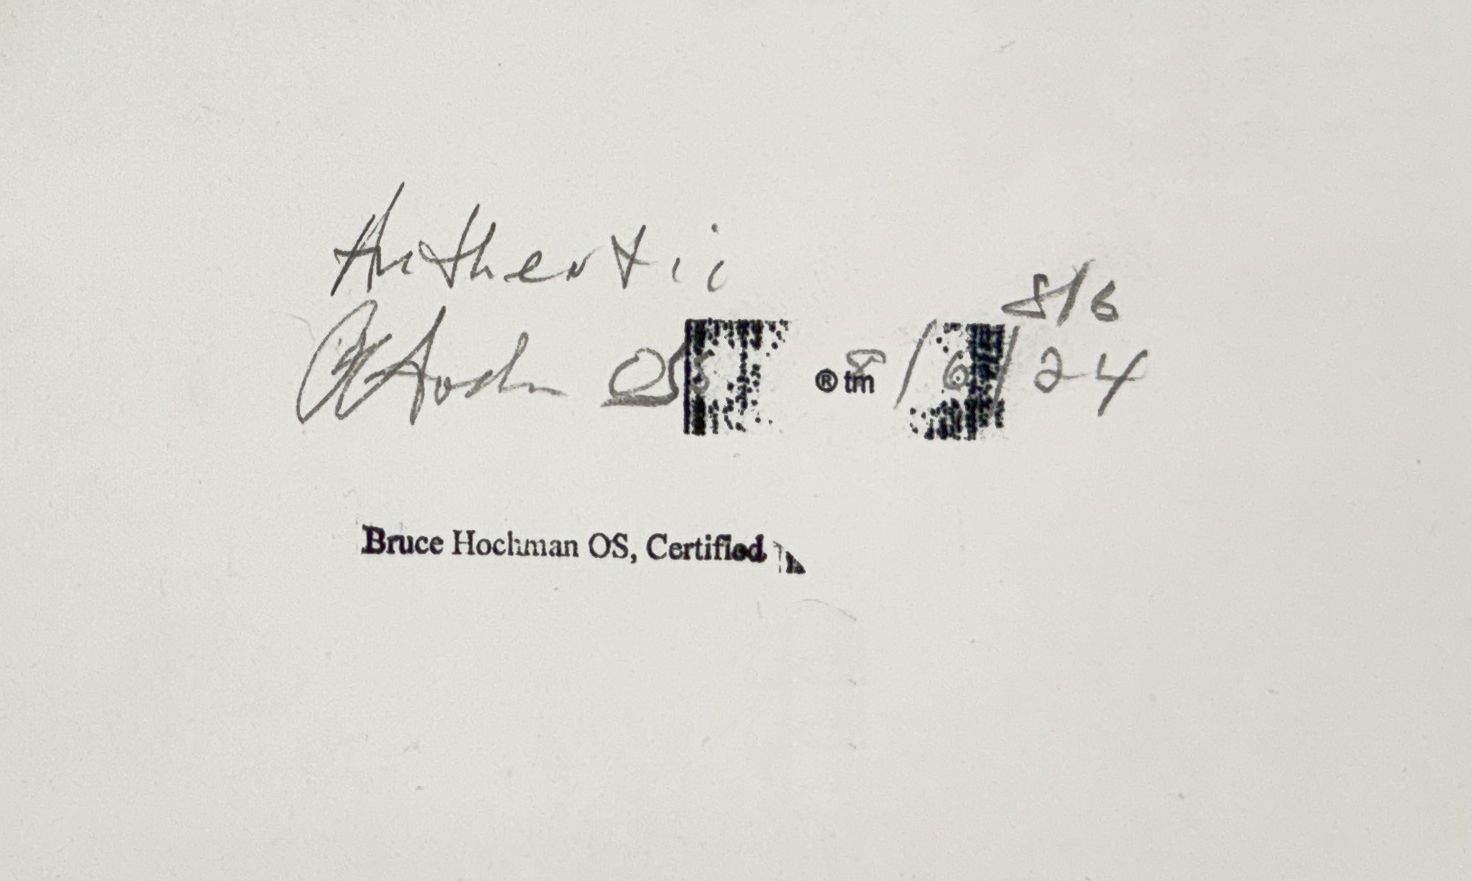 Authentic
8/6
OS ®tm 8/6/24
Bruce Hochman OS, Certified